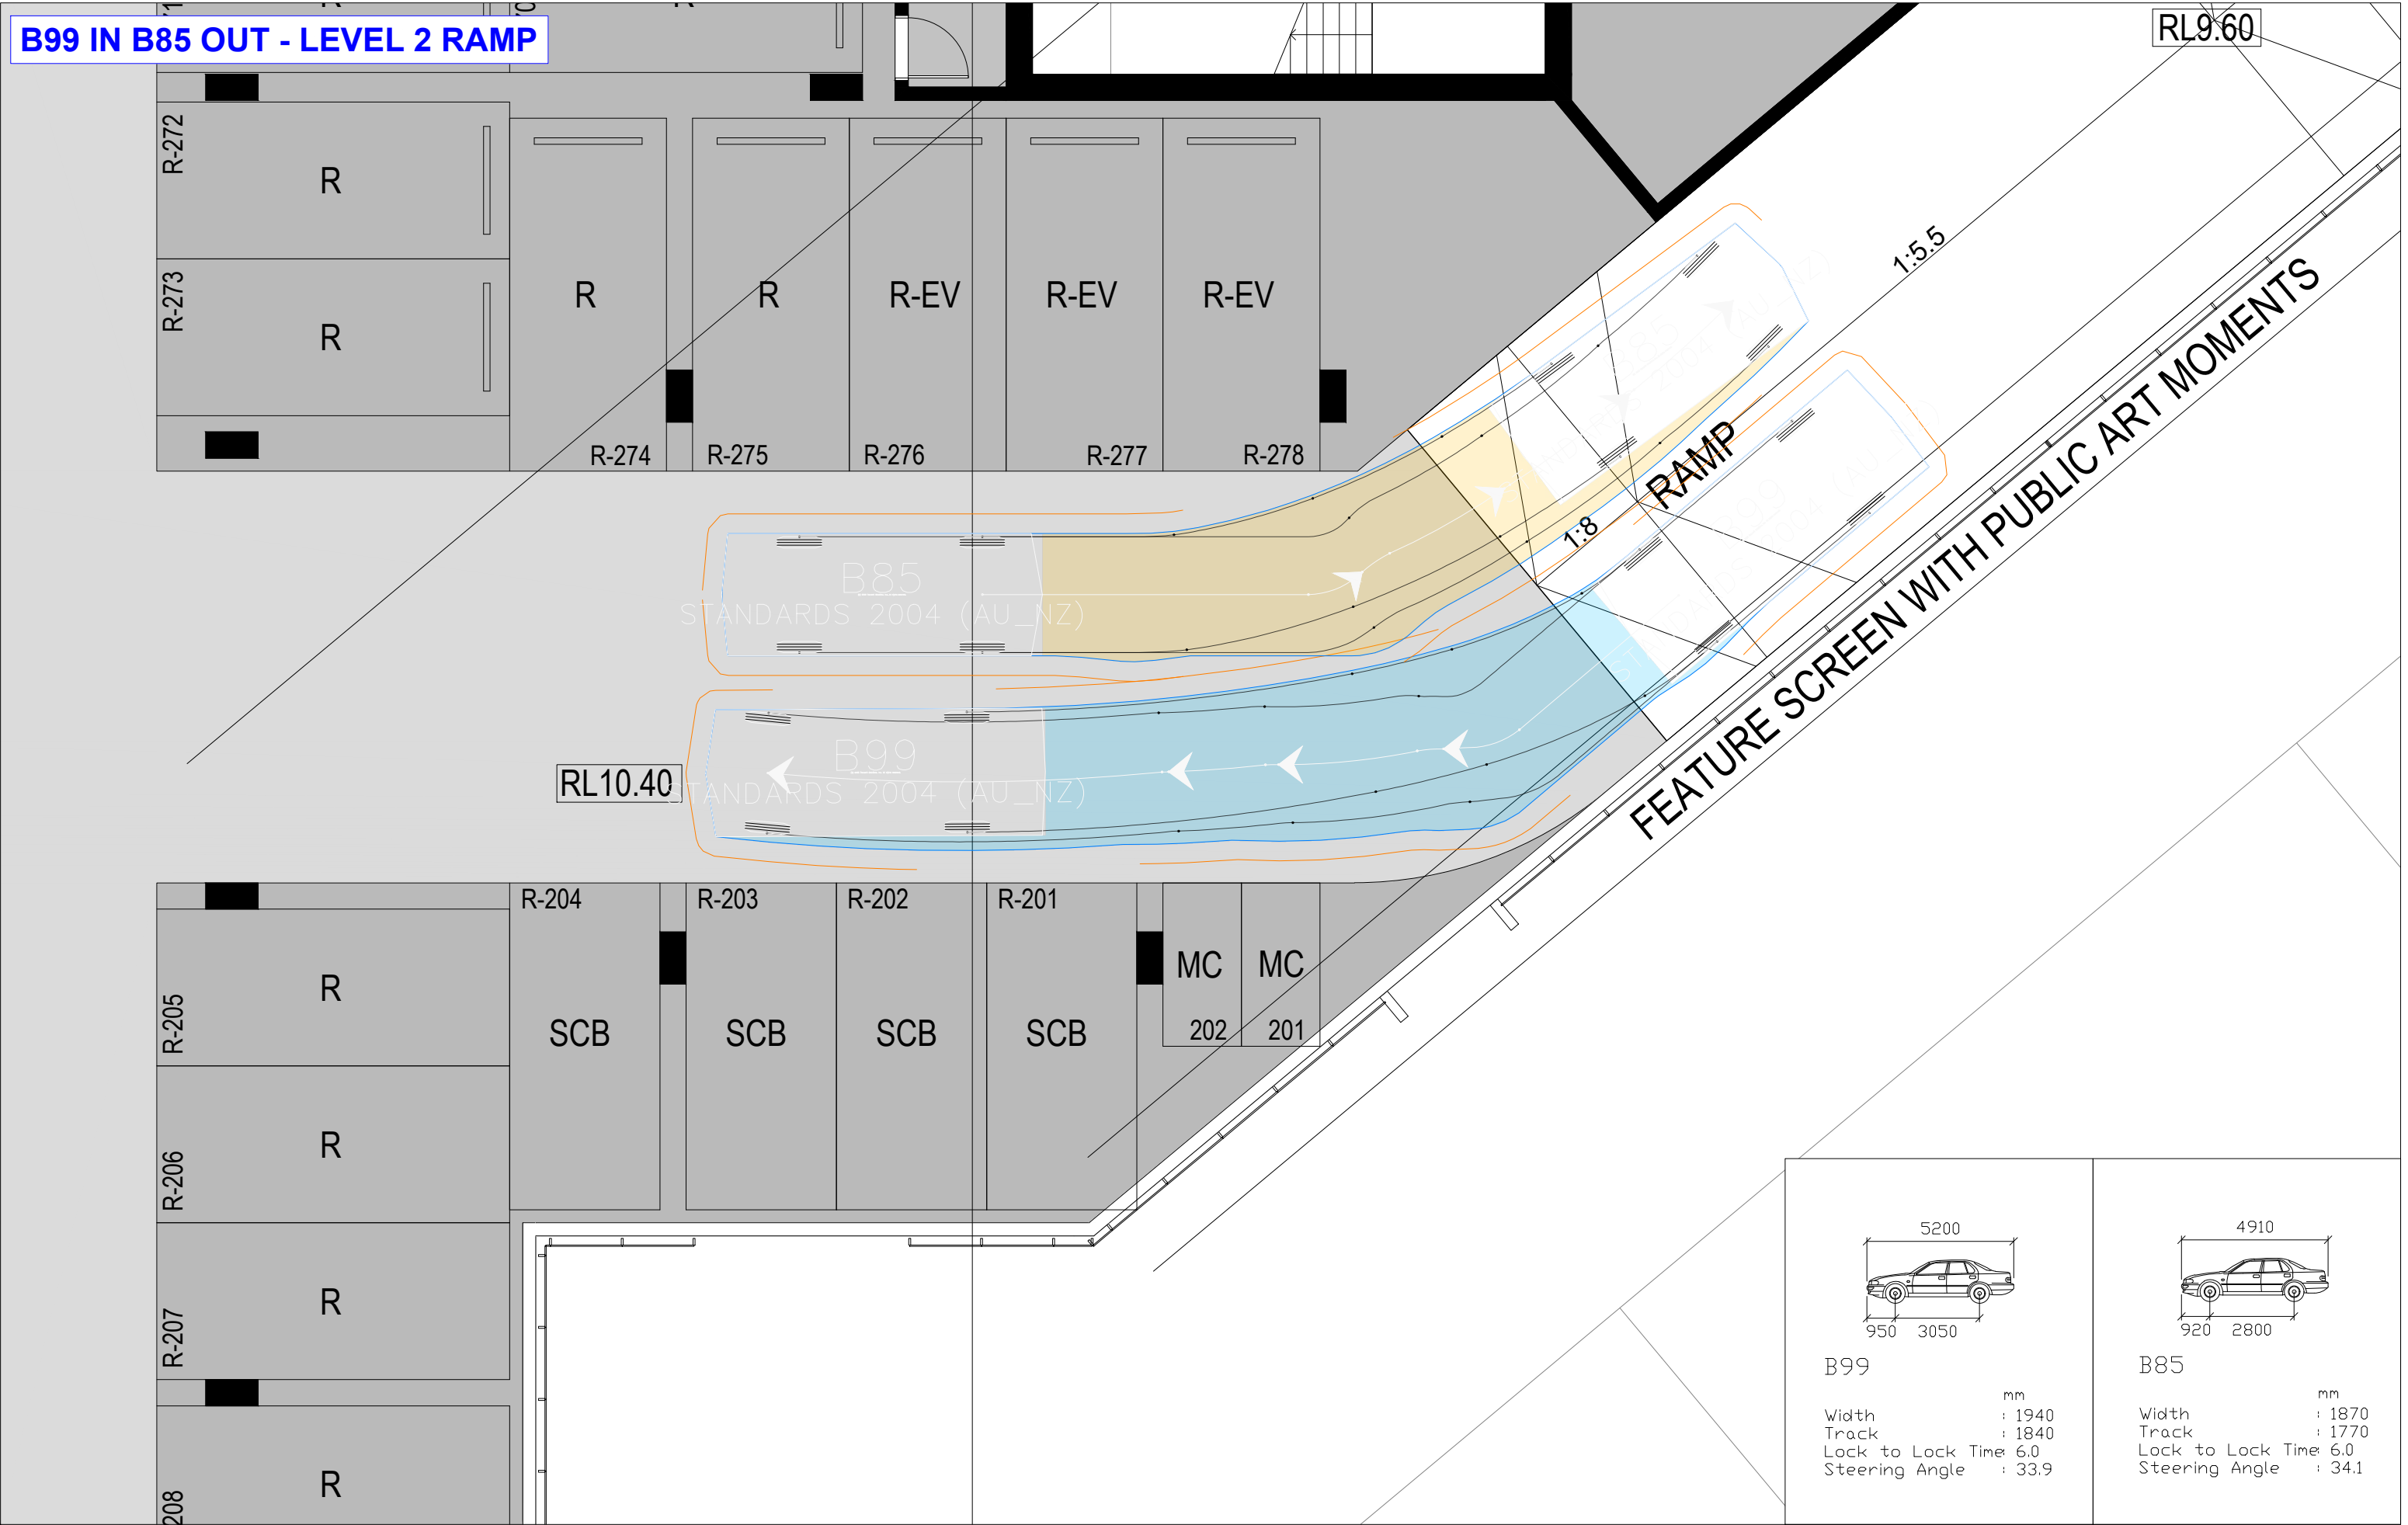 B99 IN B85 OUT - LEVEL 2 RAMP
RL9.60
R-272
R
R-273
R
R
R-274
R
R-275
R-EV
R-276
R-EV
R-277
R-EV
R-278
1:5.5
RAMP
1:8
FEATURE SCREEN WITH PUBLIC ART MOMENTS
B85
STANDARDS 2004 (AU_NZ)
B99
STANDARDS 2004 (AU_NZ)
RL10.40
R-204
SCB
R-203
SCB
R-202
SCB
R-201
SCB
MC
202
MC
201
R-205
R
R-206
R
R-207
R
208
R
5200
950 3050
B99
mm
Width : 1940
Track : 1840
Lock to Lock Time: 6.0
Steering Angle : 33.9
4910
920 2800
B85
mm
Width : 1870
Track : 1770
Lock to Lock Time: 6.0
Steering Angle : 34.1